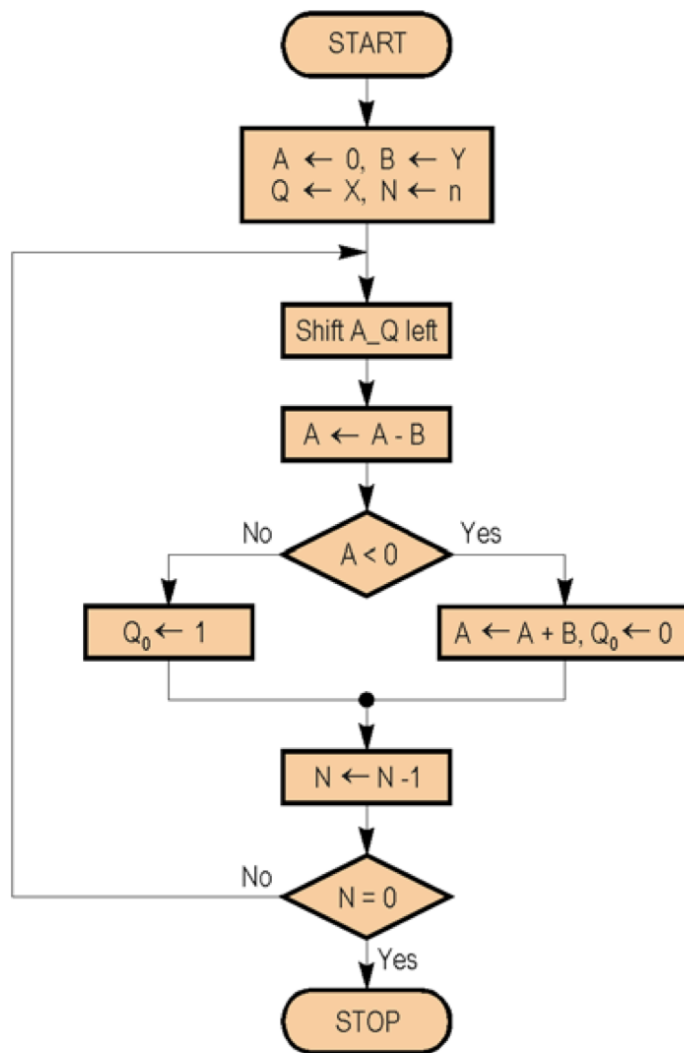 START
A ← 0, B ← Y
Q ← X, N ← n
Shift A_Q left
A ← A - B
No
Yes
A < 0
Q₀ ← 1
A ← A + B, Q₀ ← 0
N ← N -1
No
N = 0
Yes
STOP